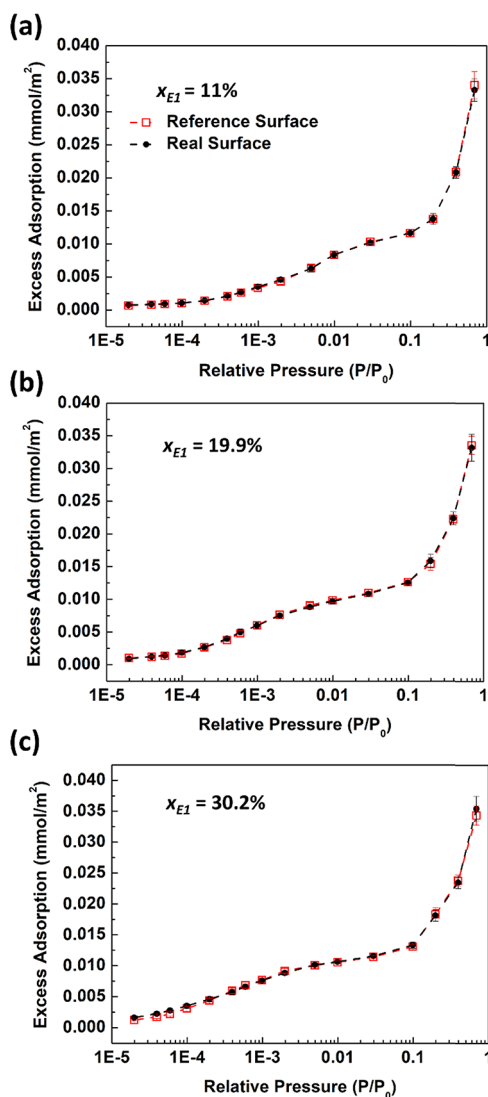 (a)
Excess Adsorption (mmol/m²)
0.040
0.035
0.030
0.025
0.020
0.015
0.010
0.005
0.000
x_E1 = 11%
Reference Surface
Real Surface
1E-5 1E-4 1E-3 0.01 0.1 1
Relative Pressure (P/P₀)
(b)
Excess Adsorption (mmol/m²)
0.040
0.035
0.030
0.025
0.020
0.015
0.010
0.005
0.000
x_E1 = 19.9%
1E-5 1E-4 1E-3 0.01 0.1 1
Relative Pressure (P/P₀)
(c)
Excess Adsorption (mmol/m²)
0.040
0.035
0.030
0.025
0.020
0.015
0.010
0.005
0.000
x_E1 = 30.2%
1E-5 1E-4 1E-3 0.01 0.1 1
Relative Pressure (P/P₀)